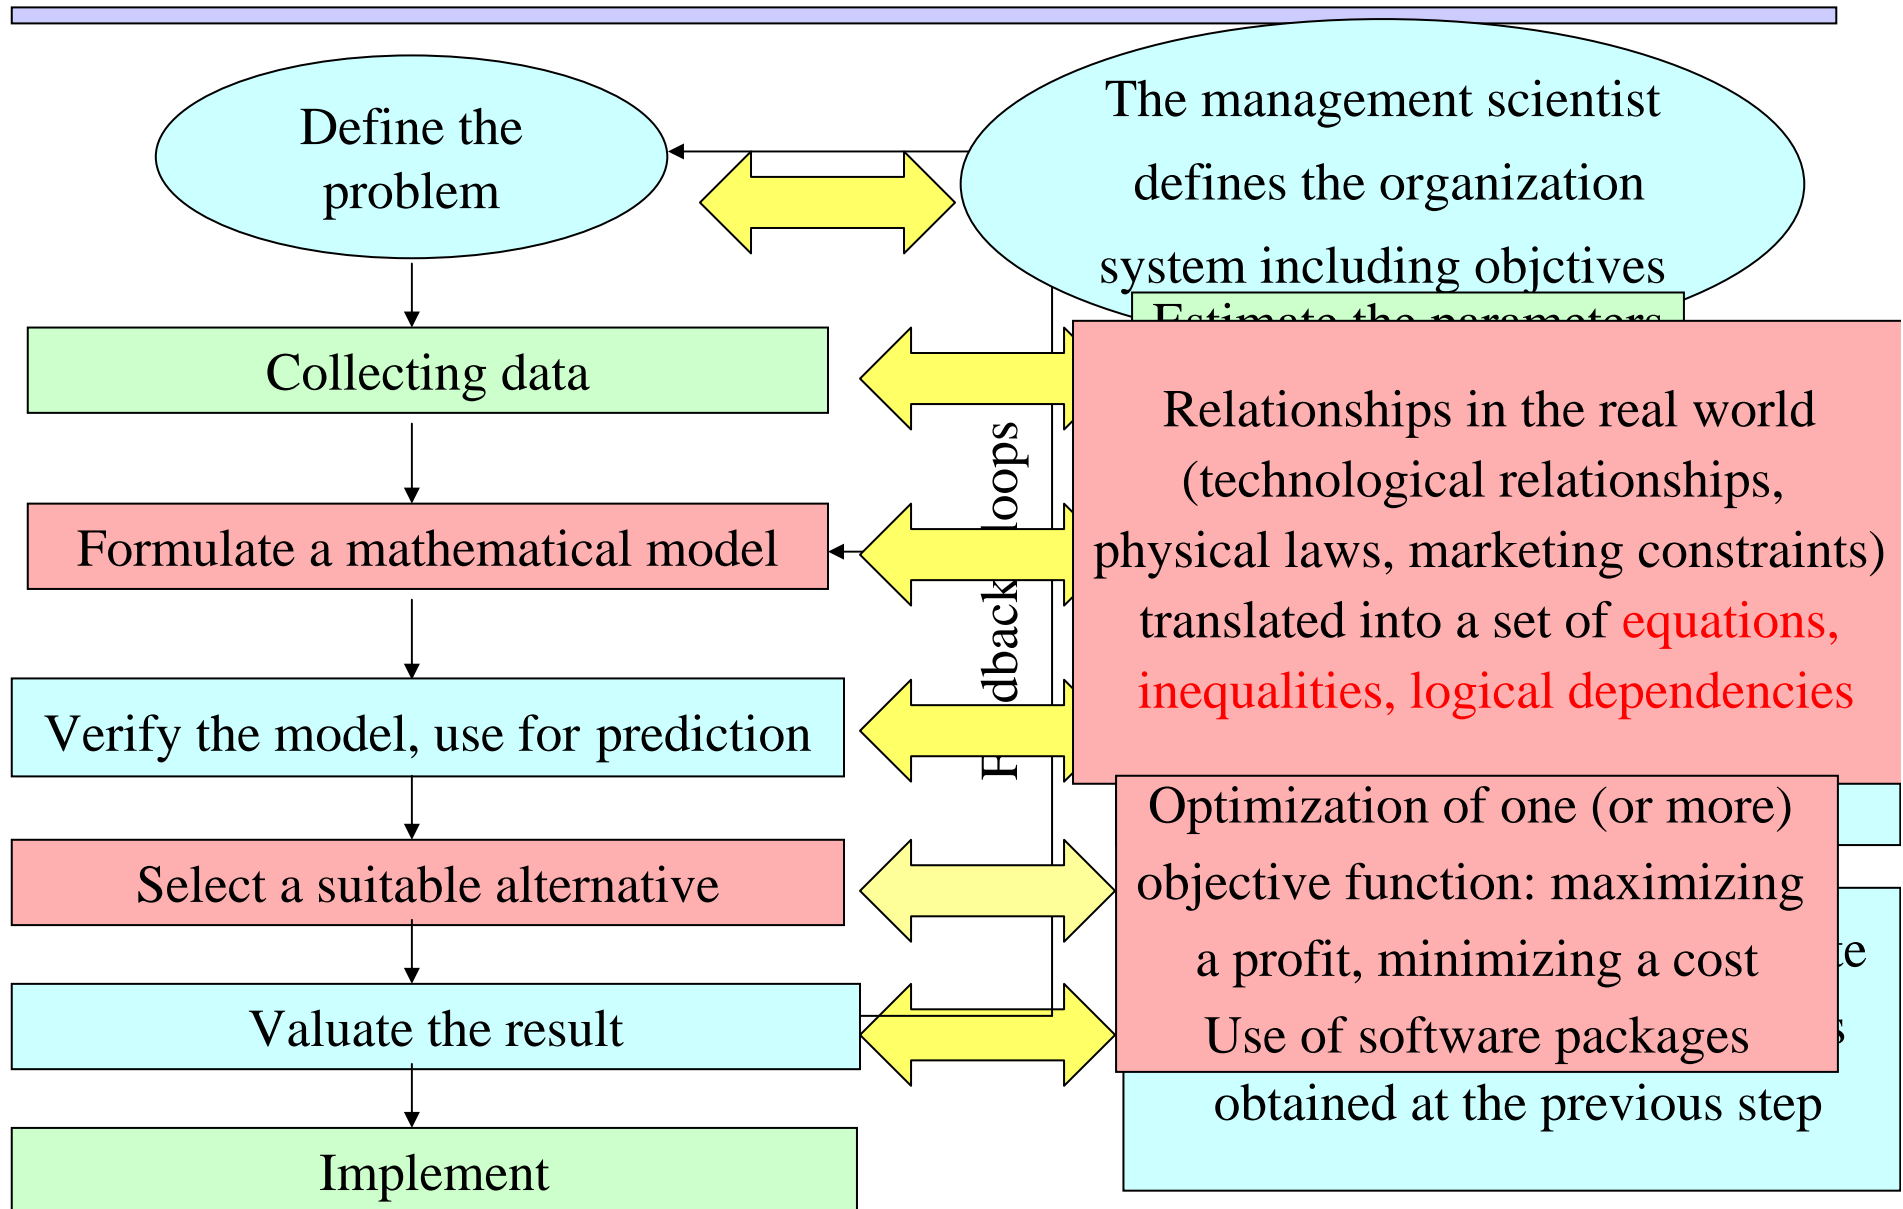 Define the
problem
The management scientist
defines the organization
system including objctives
Estimate the parameters
Collecting data
Relationships in the real world
(technological relationships,
physical laws, marketing constraints)
translated into a set of equations,
inequalities, logical dependencies
Formulate a mathematical model
loops
Verify the model, use for prediction
Optimization of one (or more)
objective function: maximizing
a profit, minimizing a cost
Use of software packages
Select a suitable alternative
Valuate the result
obtained at the previous step
Implement